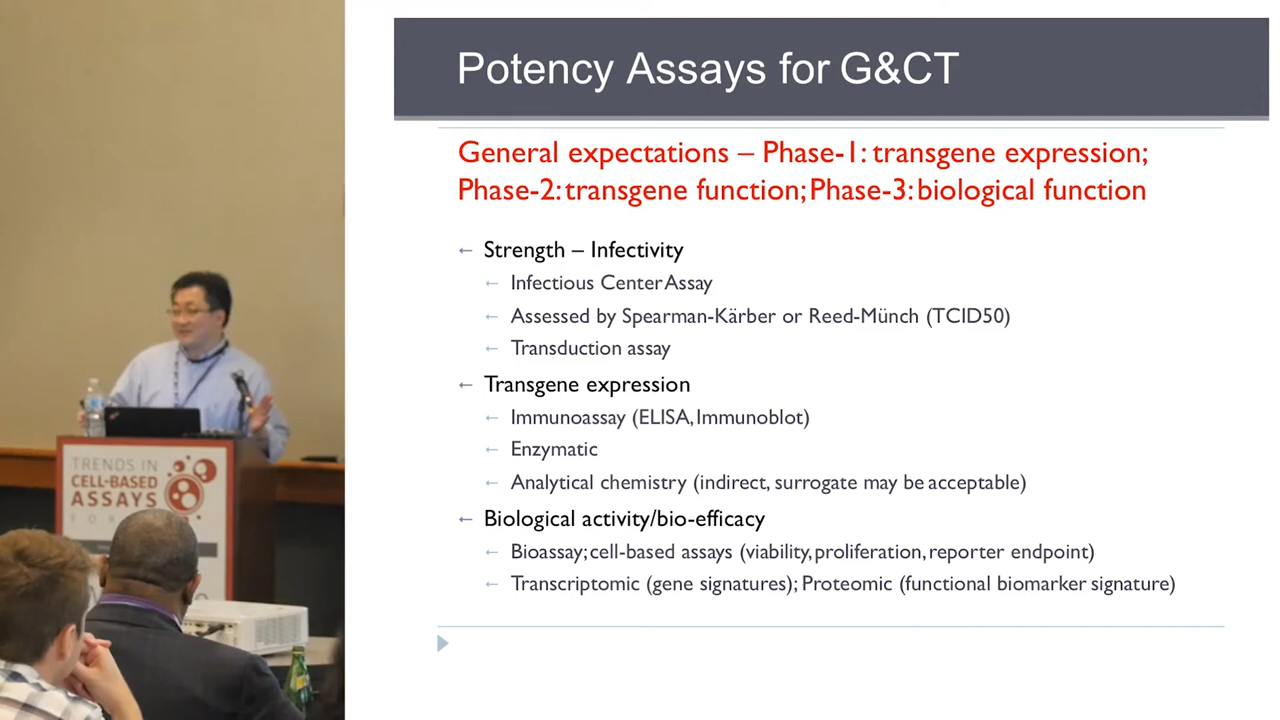 Potency Assays for G&CT
General expectations – Phase-1: transgene expression;
Phase-2: transgene function; Phase-3: biological function
← Strength – Infectivity
← Infectious Center Assay
← Assessed by Spearman-Kärber or Reed-Münch (TCID50)
← Transduction assay
← Transgene expression
← Immunoassay (ELISA, Immunoblot)
← Enzymatic
← Analytical chemistry (indirect, surrogate may be acceptable)
← Biological activity/bio-efficacy
← Bioassay; cell-based assays (viability, proliferation, reporter endpoint)
← Transcriptomic (gene signatures); Proteomic (functional biomarker signature)
TRENDS IN
CELL-BASED
ASSAYS